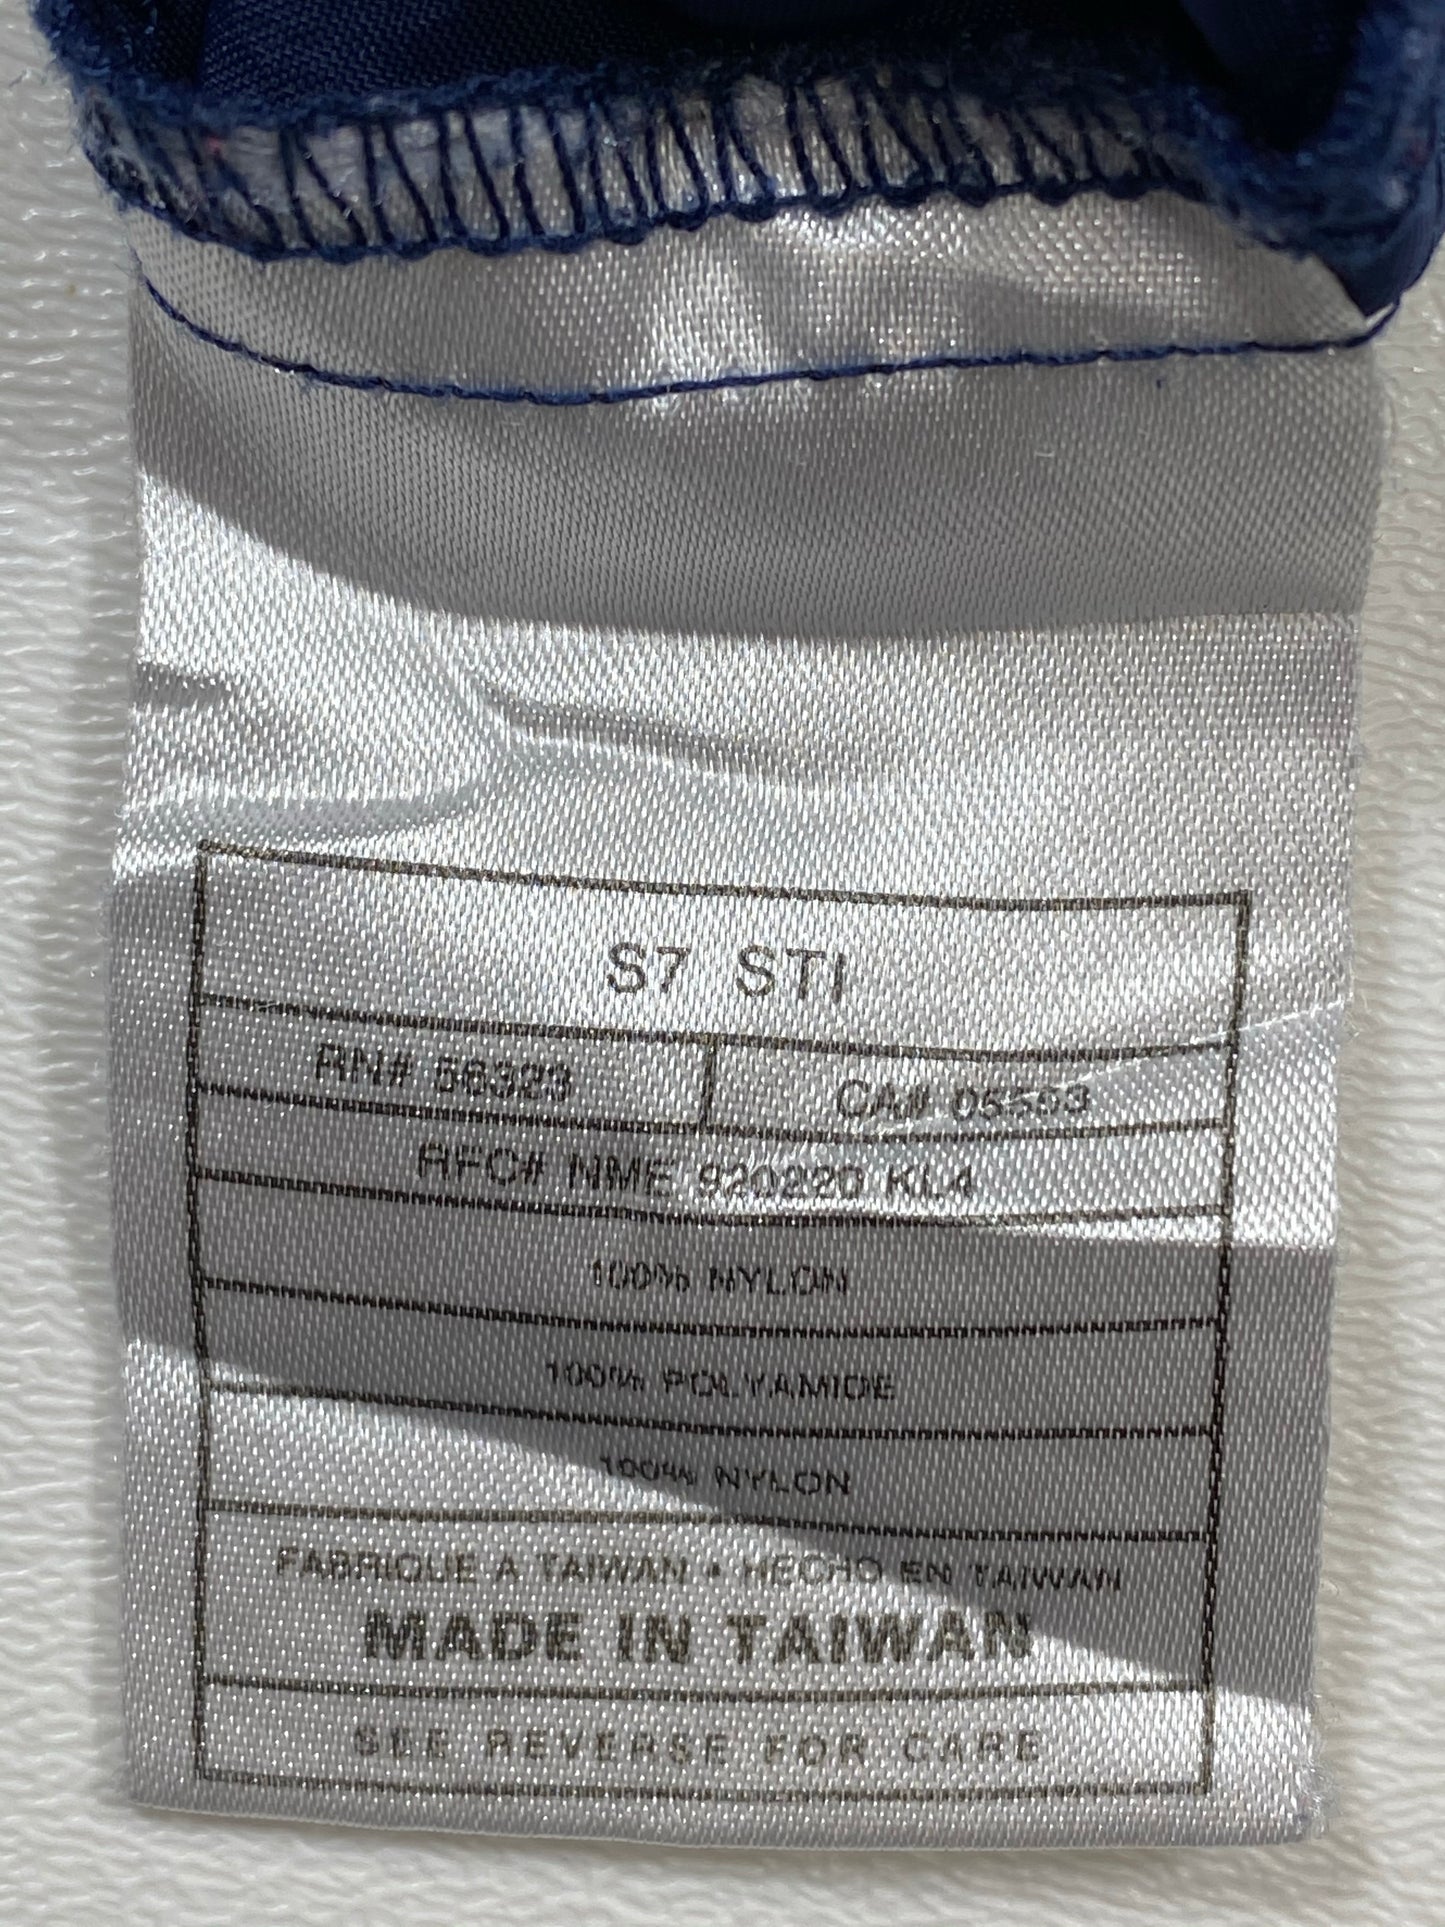 S7 STI
RN# 56323 CA# 05553
RFC# NME 920220 KL4
100% NYLON
100% POLYAMIDE
100% NYLON
FABRIQUE A TAIWAN • HECHO EN TAIWAN
MADE IN TAIWAN
SEE REVERSE FOR CARE